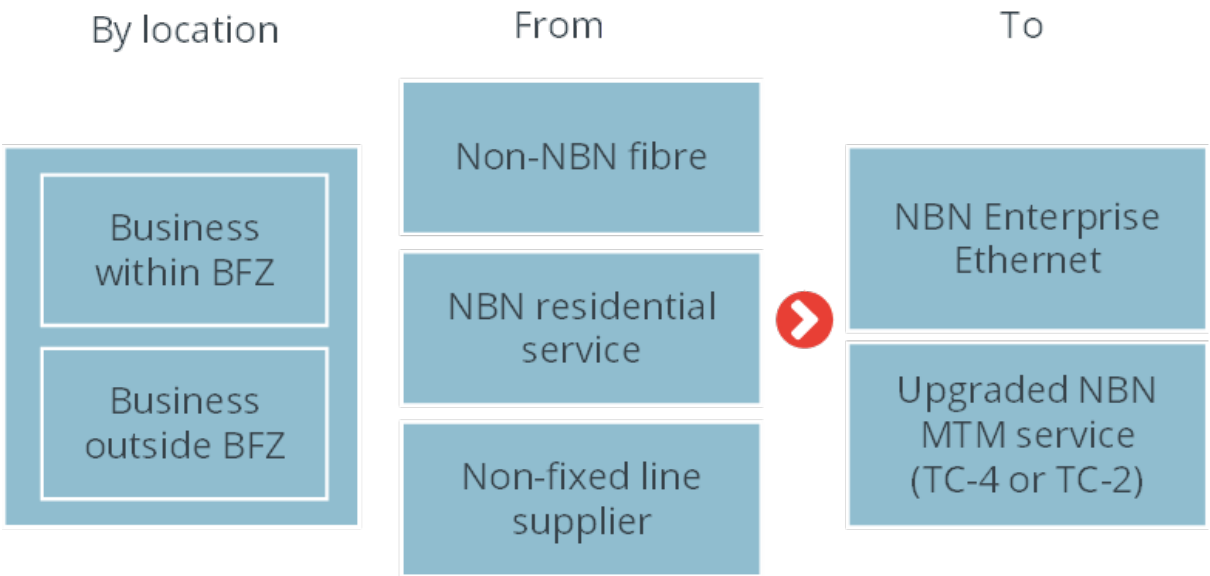 By location
From
To
Business
within BFZ
Business
outside BFZ
Non-NBN fibre
NBN residential
service
Non-fixed line
supplier
NBN Enterprise
Ethernet
Upgraded NBN
MTM service
(TC-4 or TC-2)